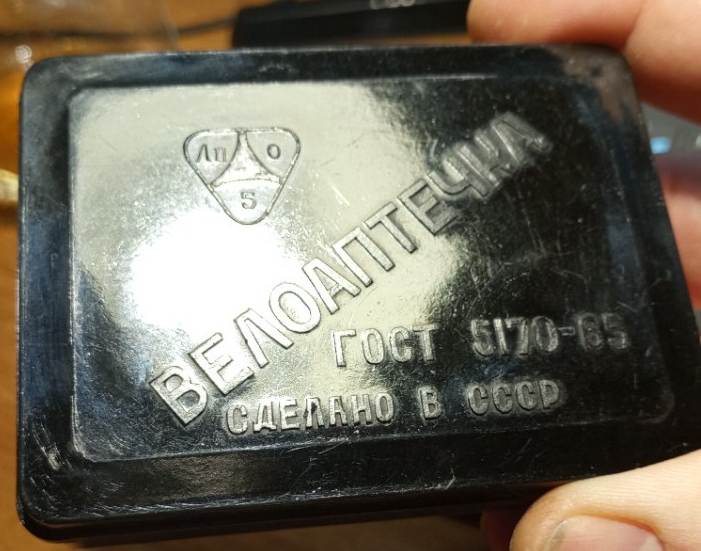 Лп О
5
ВЕЛОАПТЕЧКА
ГОСТ 5170-65
СДЕЛАНО В СССР